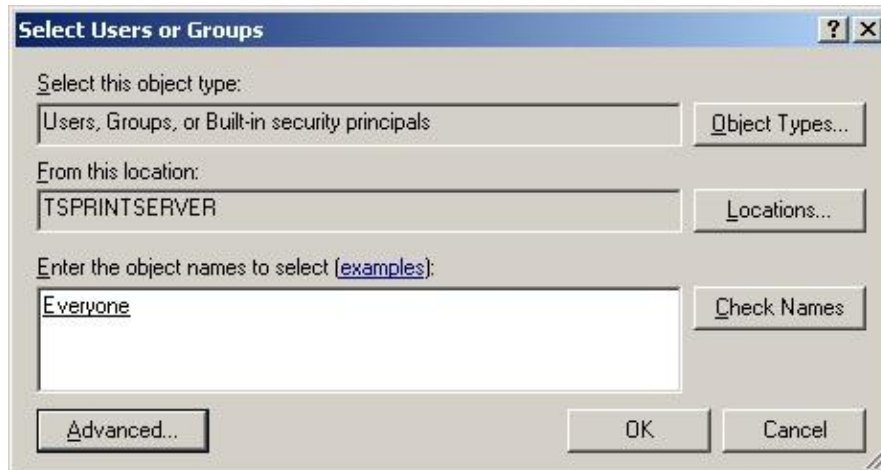 Select Users or Groups
Select this object type:
Users, Groups, or Built-in security principals
Object Types...
From this location:
TSPRINTSERVER
Locations...
Enter the object names to select (examples):
Everyone
Check Names
Advanced...
OK
Cancel